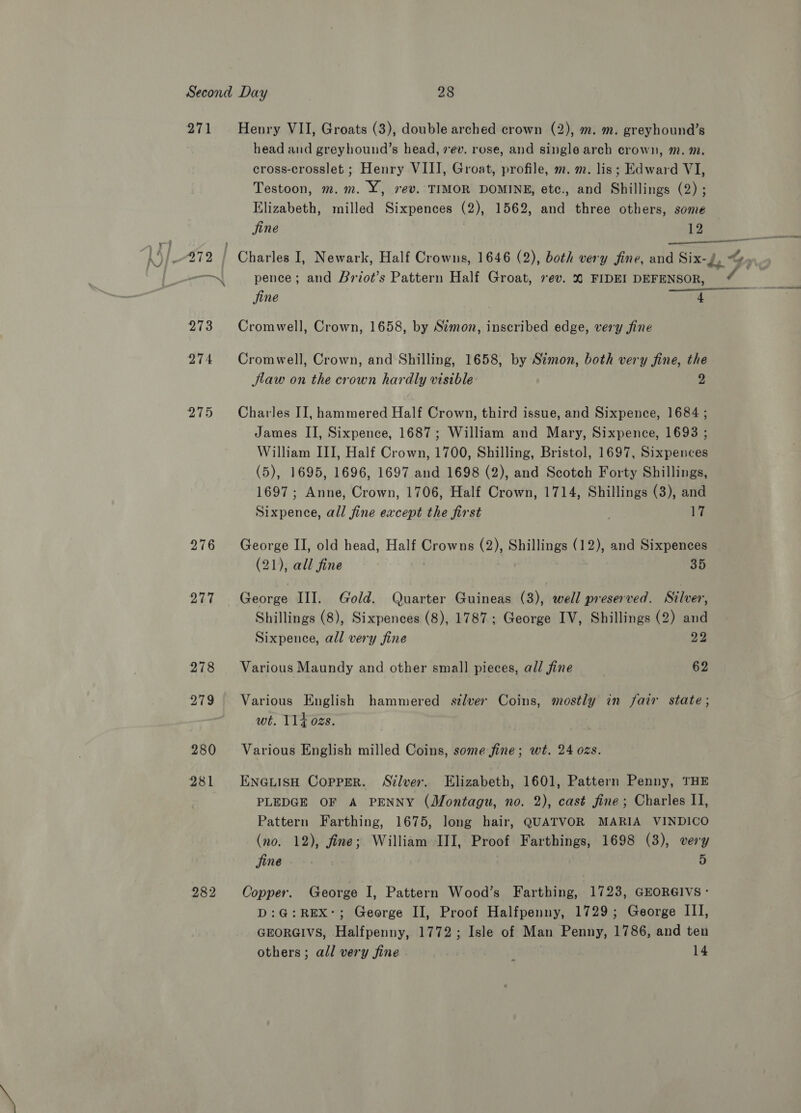 Second Day 28
271 Henry VII, Groats (3), double arched crown (2), m. m. greyhound's
head and greyhound's head, rev. rose, and single arch crown, m. m.
cross-crosslet; Henry VIII, Groat, profile, m. m. lis; Edward VI,
Testoon, m. m. Y, rev. TIMOR DOMINE, etc., and Shillings (2);
Elizabeth, milled Sixpences (2), 1562, and three others, some
fine 12
272 Charles I, Newark, Half Crowns, 1646 (2), both very fine, and Six-
pence; and Briot's Pattern Half Groat, rev. FIDEI DEFENSOR,
fine 4
273 Cromwell, Crown, 1658, by Simon, inscribed edge, very fine
274 Cromwell, Crown, and Shilling, 1658, by Simon, both very fine, the
flaw on the crown hardly visible 2
275 Charles II, hammered Half Crown, third issue, and Sixpence, 1684;
James II, Sixpence, 1687; William and Mary, Sixpence, 1693;
William III, Half Crown, 1700, Shilling, Bristol, 1697, Sixpences
(5), 1695, 1696, 1697 and 1698 (2), and Scotch Forty Shillings,
1697; Anne, Crown, 1706, Half Crown, 1714, Shillings (3), and
Sixpence, all fine except the first 17
276 George II, old head, Half Crowns (2), Shillings (12), and Sixpences
(21), all fine 35
277 George III. Gold. Quarter Guineas (3), well preserved. Silver,
Shillings (8), Sixpences (8), 1787; George IV, Shillings (2) and
Sixpence, all very fine 22
278 Various Maundy and other small pieces, all fine 62
279 Various English hammered silver Coins, mostly in fair state;
wt. 11¼ ozs.
280 Various English milled Coins, some fine; wt. 24 ozs.
281 ENGLISH COPPER. Silver. Elizabeth, 1601, Pattern Penny, THE
PLEDGE OF A PENNY (Montagu, no. 2), cast fine; Charles II,
Pattern Farthing, 1675, long hair, QUATVOR MARIA VINDICO
(no. 12), fine; William III, Proof Farthings, 1698 (3), very
fine 5
282 Copper. George I, Pattern Wood's Farthing, 1723, GEORGIVS·
D:G:REX·; George II, Proof Halfpenny, 1729; George III,
GEORGIVS, Halfpenny, 1772; Isle of Man Penny, 1786, and ten
others; all very fine 14